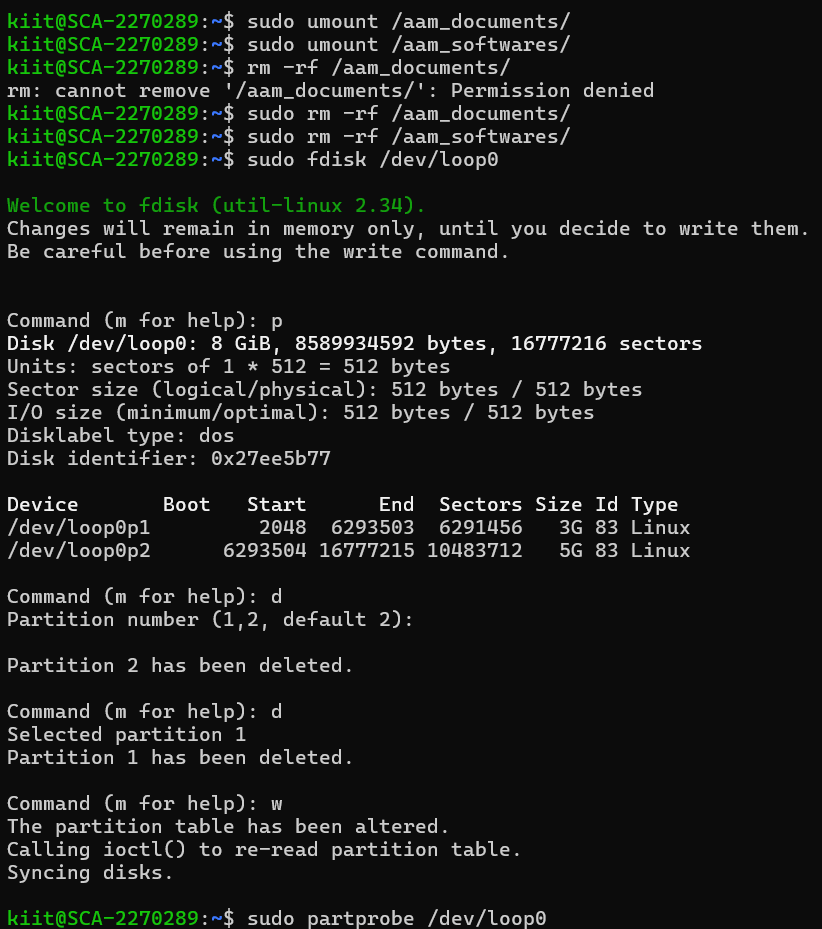 kiit@SCA-2270289:~$ sudo umount /aam_documents/
kiit@SCA-2270289:~$ sudo umount /aam_softwares/
kiit@SCA-2270289:~$ rm -rf /aam_documents/
rm: cannot remove '/aam_documents/': Permission denied
kiit@SCA-2270289:~$ sudo rm -rf /aam_documents/
kiit@SCA-2270289:~$ sudo rm -rf /aam_softwares/
kiit@SCA-2270289:~$ sudo fdisk /dev/loop0

Welcome to fdisk (util-linux 2.34).
Changes will remain in memory only, until you decide to write them.
Be careful before using the write command.


Command (m for help): p
Disk /dev/loop0: 8 GiB, 8589934592 bytes, 16777216 sectors
Units: sectors of 1 * 512 = 512 bytes
Sector size (logical/physical): 512 bytes / 512 bytes
I/O size (minimum/optimal): 512 bytes / 512 bytes
Disklabel type: dos
Disk identifier: 0x27ee5b77

Device       Boot   Start      End  Sectors Size Id Type
/dev/loop0p1         2048  6293503  6291456   3G 83 Linux
/dev/loop0p2      6293504 16777215 10483712   5G 83 Linux

Command (m for help): d
Partition number (1,2, default 2):

Partition 2 has been deleted.

Command (m for help): d
Selected partition 1
Partition 1 has been deleted.

Command (m for help): w
The partition table has been altered.
Calling ioctl() to re-read partition table.
Syncing disks.

kiit@SCA-2270289:~$ sudo partprobe /dev/loop0